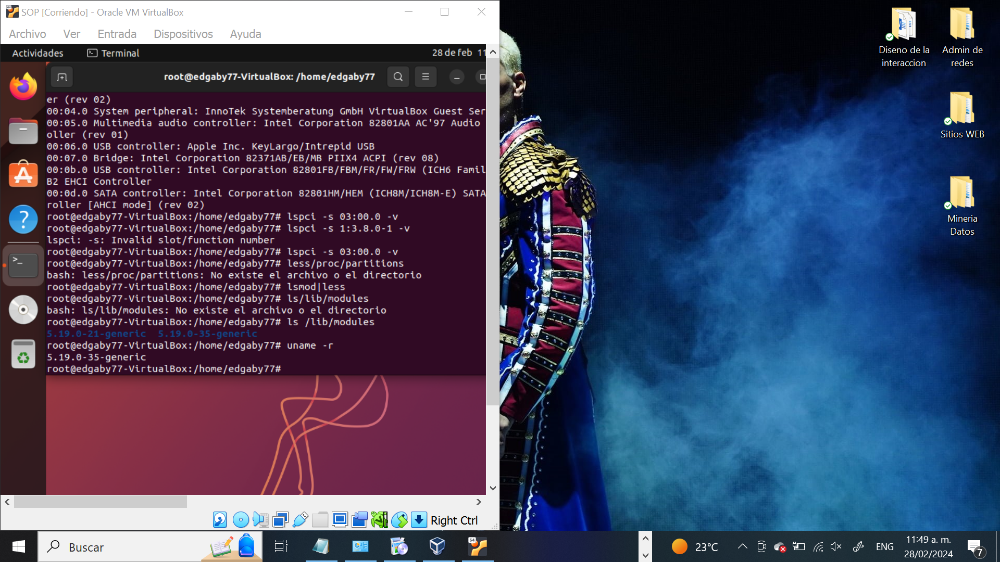 SOP [Corriendo] - Oracle VM VirtualBox
Archivo Ver Entrada Dispositivos Ayuda
Actividades Terminal 28 de feb 11
root@edgaby77-VirtualBox: /home/edgaby77
er (rev 02)
00:04.0 System peripheral: InnoTek Systemberatung GmbH VirtualBox Guest Ser
00:05.0 Multimedia audio controller: Intel Corporation 82801AA AC'97 Audio
oller (rev 01)
00:06.0 USB controller: Apple Inc. KeyLargo/Intrepid USB
00:07.0 Bridge: Intel Corporation 82371AB/EB/MB PIIX4 ACPI (rev 08)
00:0b.0 USB controller: Intel Corporation 82801FB/FBM/FR/FW/FRW (ICH6 Famil
B2 EHCI Controller
00:0d.0 SATA controller: Intel Corporation 82801HM/HEM (ICH8M/ICH8M-E) SATA
roller [AHCI mode] (rev 02)
root@edgaby77-VirtualBox:/home/edgaby77# lspci -s 03:00.0 -v
root@edgaby77-VirtualBox:/home/edgaby77# lspci -s 1:3.8.0-1 -v
lspci: -s: Invalid slot/function number
root@edgaby77-VirtualBox:/home/edgaby77# lspci -s 03:00.0 -v
root@edgaby77-VirtualBox:/home/edgaby77# less/proc/partitions
bash: less/proc/partitions: No existe el archivo o el directorio
root@edgaby77-VirtualBox:/home/edgaby77# lsmod|less
root@edgaby77-VirtualBox:/home/edgaby77# ls/lib/modules
bash: ls/lib/modules: No existe el archivo o el directorio
root@edgaby77-VirtualBox:/home/edgaby77# ls /lib/modules
5.19.0-21-generic 5.19.0-35-generic
root@edgaby77-VirtualBox:/home/edgaby77# uname -r
5.19.0-35-generic
root@edgaby77-VirtualBox:/home/edgaby77#
Right Ctrl
Diseno de la
interaccion
Admin de
redes
Sitios WEB
Mineria
Datos
Buscar
64
23°C
ENG
11:49 a. m.
28/02/2024
7